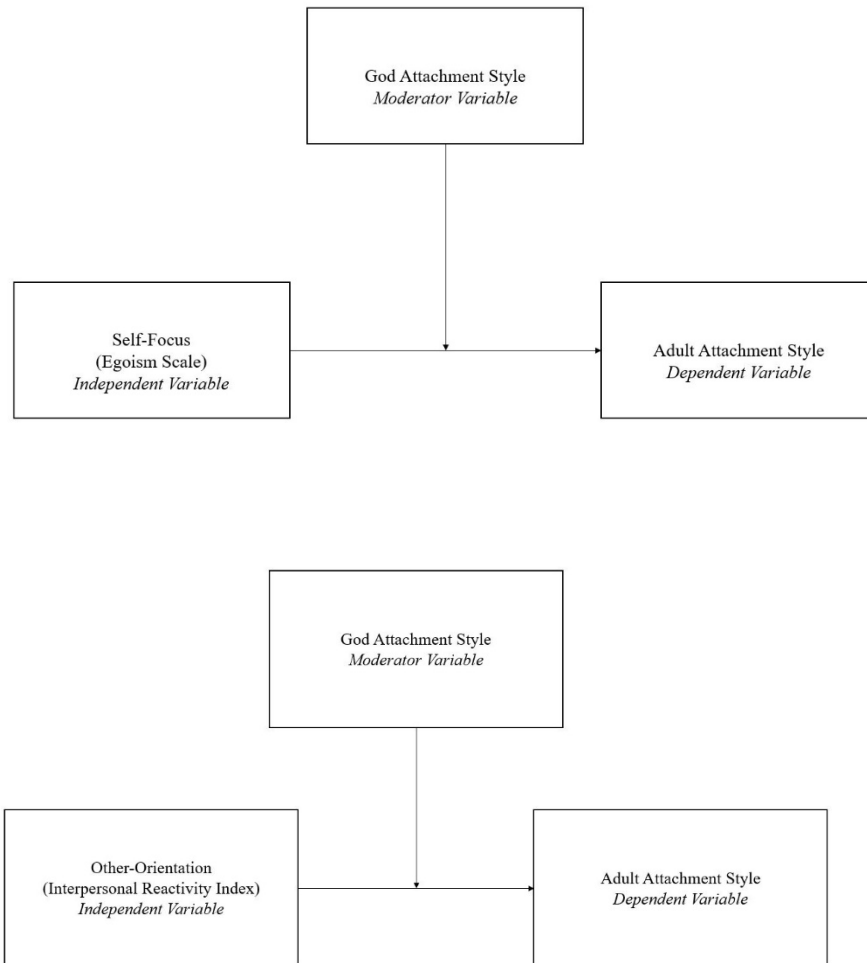 God Attachment Style
Moderator Variable
Self-Focus
(Egoism Scale)
Independent Variable
Adult Attachment Style
Dependent Variable
God Attachment Style
Moderator Variable
Other-Orientation
(Interpersonal Reactivity Index)
Independent Variable
Adult Attachment Style
Dependent Variable